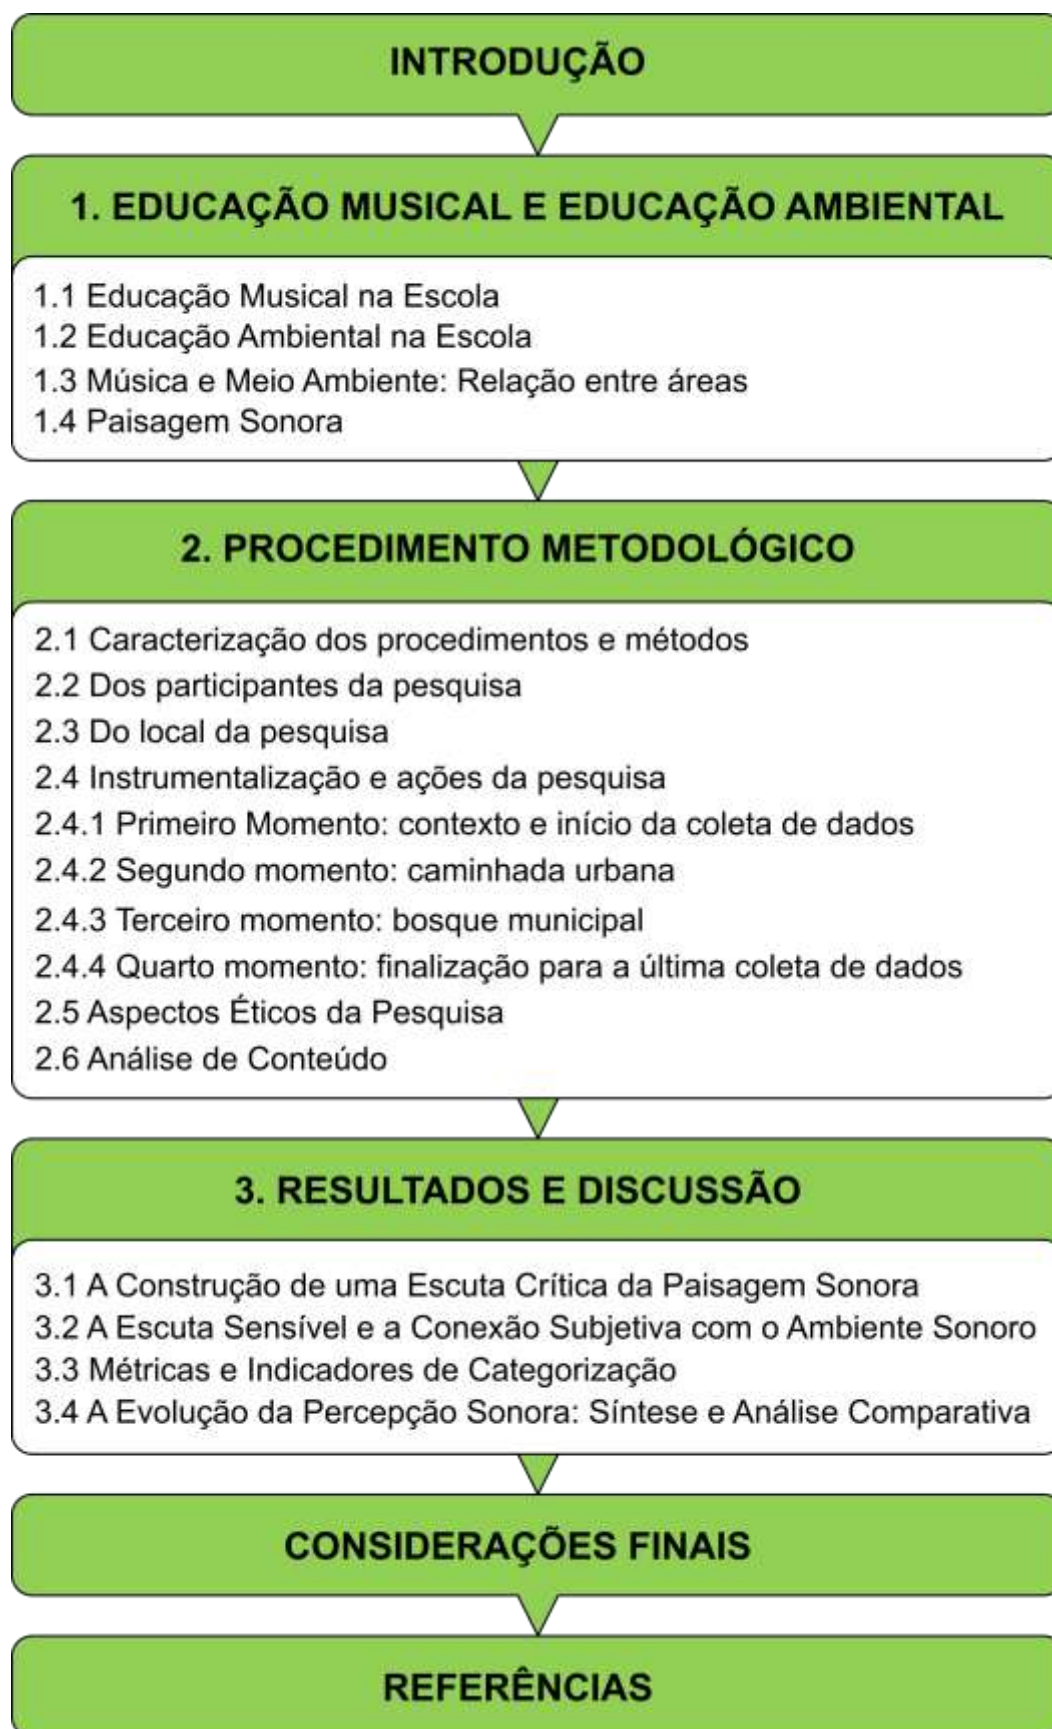 INTRODUÇÃO
1. EDUCAÇÃO MUSICAL E EDUCAÇÃO AMBIENTAL
1.1 Educação Musical na Escola
1.2 Educação Ambiental na Escola
1.3 Música e Meio Ambiente: Relação entre áreas
1.4 Paisagem Sonora
2. PROCEDIMENTO METODOLÓGICO
2.1 Caracterização dos procedimentos e métodos
2.2 Dos participantes da pesquisa
2.3 Do local da pesquisa
2.4 Instrumentalização e ações da pesquisa
2.4.1 Primeiro Momento: contexto e início da coleta de dados
2.4.2 Segundo momento: caminhada urbana
2.4.3 Terceiro momento: bosque municipal
2.4.4 Quarto momento: finalização para a última coleta de dados
2.5 Aspectos Éticos da Pesquisa
2.6 Análise de Conteúdo
3. RESULTADOS E DISCUSSÃO
3.1 A Construção de uma Escuta Crítica da Paisagem Sonora
3.2 A Escuta Sensível e a Conexão Subjetiva com o Ambiente Sonoro
3.3 Métricas e Indicadores de Categorização
3.4 A Evolução da Percepção Sonora: Síntese e Análise Comparativa
CONSIDERAÇÕES FINAIS
REFERÊNCIAS